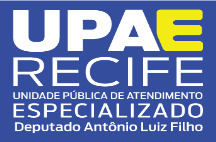 UPAE
RECIFE
UNIDADE PÚBLICA DE ATENDIMENTO
ESPECIALIZADO
Deputado Antônio Luiz Filho